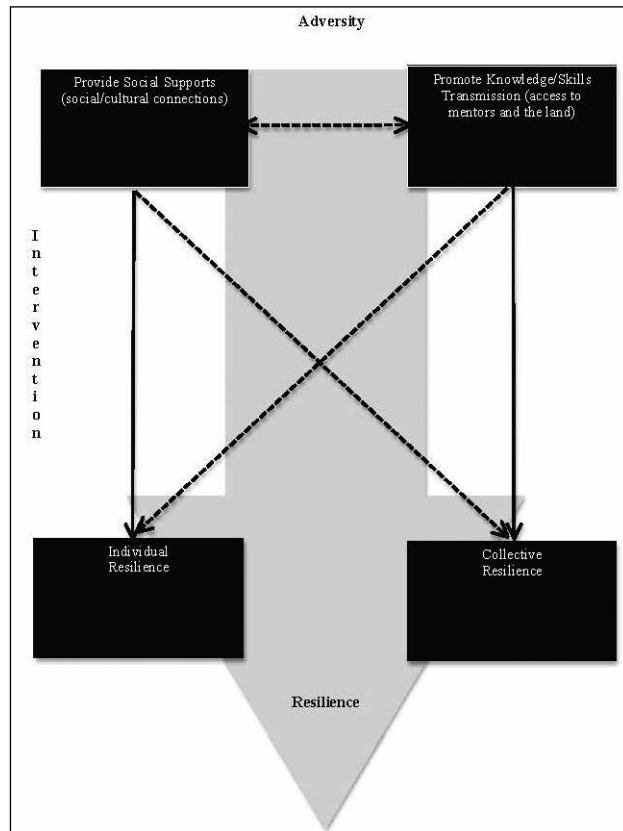 Adversity
Provide Social Supports
(social/cultural connections)
Promote Knowledge/Skills
Transmission (access to
mentors and the land)
Intervention
Individual
Resilience
Collective
Resilience
Resilience